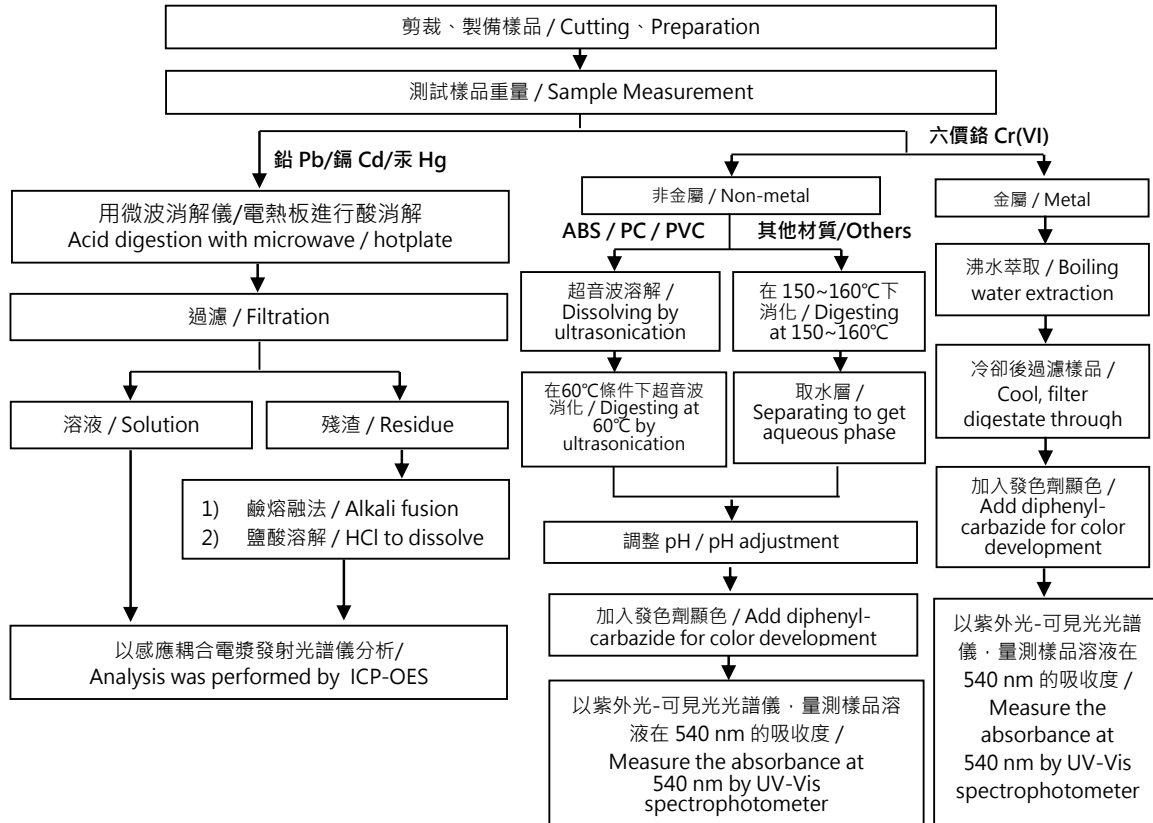 剪裁、製備樣品 / Cutting、Preparation
測試樣品重量 / Sample Measurement
鉛 Pb/鎘 Cd/汞 Hg
六價鉻 Cr(VI)
用微波消解儀/電熱板進行酸消解
Acid digestion with microwave / hotplate
過濾 / Filtration
溶液 / Solution
殘渣 / Residue
1) 鹼熔融法 / Alkali fusion
2) 鹽酸溶解 / HCl to dissolve
以感應耦合電漿發射光譜儀分析/
Analysis was performed by ICP-OES
非金屬 / Non-metal
ABS / PC / PVC
其他材質/Others
超音波溶解 /
Dissolving by
ultrasonication
在60℃條件下超音波
消化 / Digesting at
60℃ by
ultrasonication
在 150~160℃下
消化 / Digesting
at 150~160℃
取水層 /
Separating to get
aqueous phase
調整 pH / pH adjustment
加入發色劑顯色 / Add diphenyl-
carbazide for color development
以紫外光-可見光光譜儀，量測樣品溶
液在 540 nm 的吸收度 /
Measure the absorbance at
540 nm by UV-Vis
spectrophotometer
金屬 / Metal
沸水萃取 / Boiling
water extraction
冷卻後過濾樣品 /
Cool, filter
digestate through
加入發色劑顯色 /
Add diphenyl-
carbazide for color
development
以紫外光-可見光光譜
儀，量測樣品溶液在
540 nm 的吸收度 /
Measure the
absorbance at
540 nm by UV-Vis
spectrophotometer